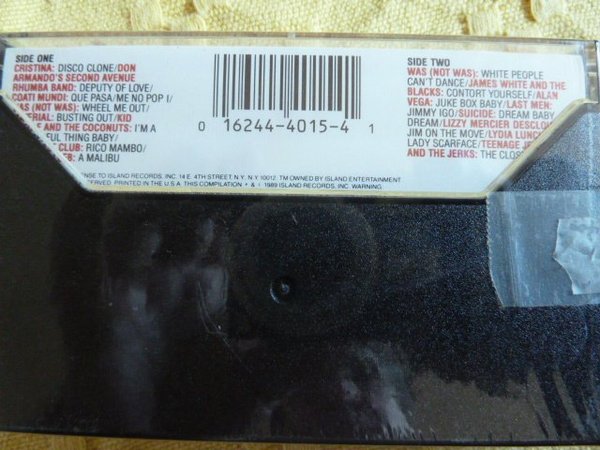 SIDE ONE
CRISTINA: DISCO CLONE/DON
ARMANDO'S SECOND AVENUE
RHUMBA BAND: DEPUTY OF LOVE/
COATI MUNDI: QUE PASA/ME NO POP I/
WAS (NOT WAS): WHEEL ME OUT/
BUSTING OUT/KID
AND THE COCONUTS: I'M A
THING BABY/
CLUB: RICO MAMBO/
A MALIBU
0 16244-4015-4 1
SIDE TWO
WAS (NOT WAS): WHITE PEOPLE
CAN'T DANCE/JAMES WHITE AND THE
BLACKS: CONTORT YOURSELF/ALAN
VEGA: JUKE BOX BABY/LAST MEN:
JIMMY IGO/SUICIDE: DREAM BABY
DREAM/LIZZY MERCIER
JIM ON THE MOVE/LYDIA
LADY SCARFACE/TEENAGE
AND THE JERKS: THE
TO ISLAND RECORDS, INC. 14 E. 4TH STREET, N.Y. N.Y. 10012. TM OWNED BY ISLAND ENTERTAINMENT
PRINTED IN THE U.S.A. THIS COMPILATION ℗ & © 1989 ISLAND RECORDS, INC. WARNING: